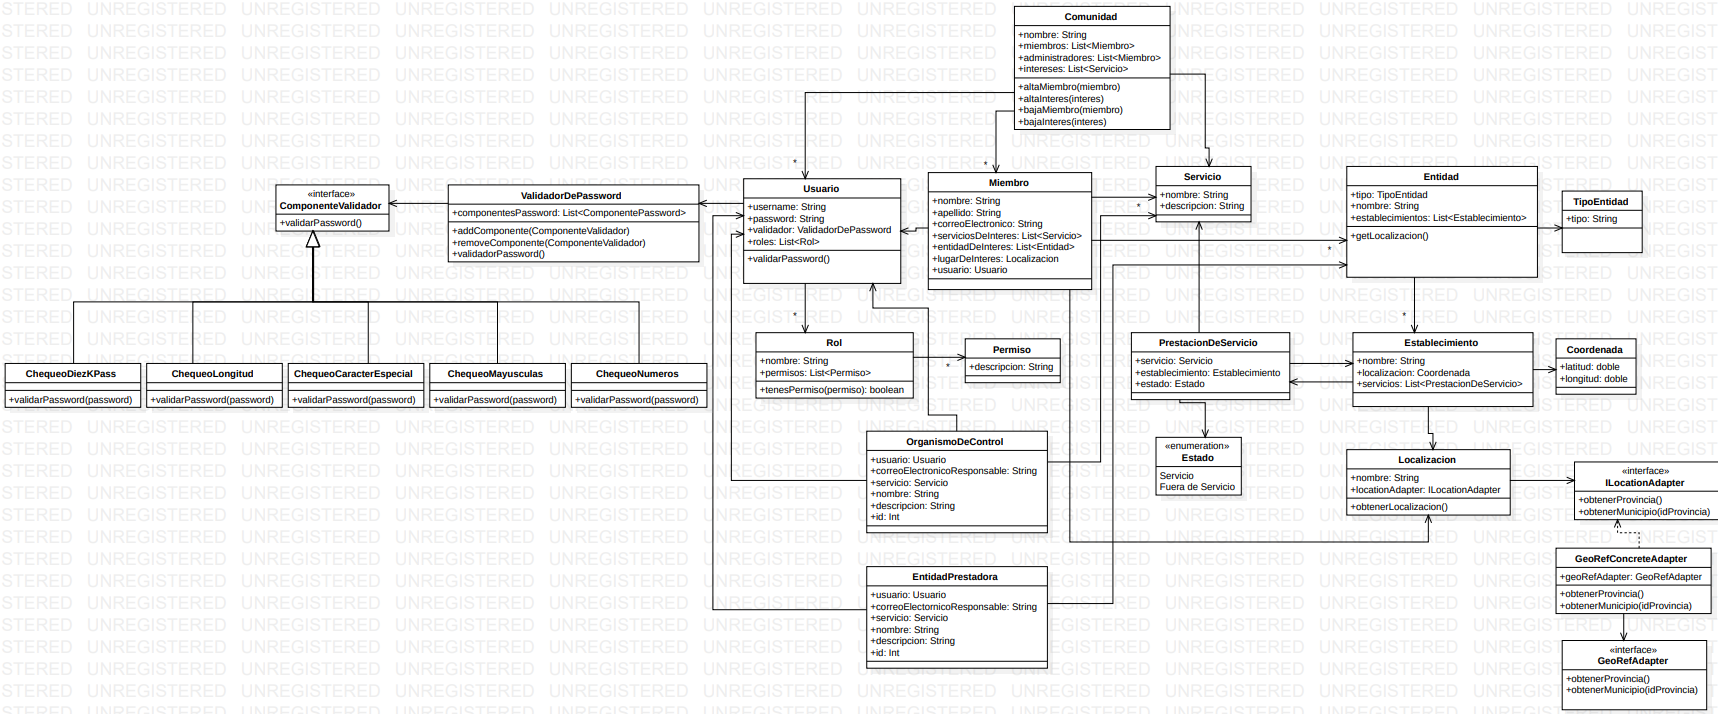 Comunidad
+nombre: String
+miembros: List<Miembro>
+administradores: List<Miembro>
+intereses: List<Servicio>
+altaMiembro(miembro)
+altaInteres(interes)
+bajaMiembro(miembro)
+bajaInteres(interes)
*
*
«interface»
ComponenteValidador
+validarPassword()
ValidadorDePassword
+componentesPassword: List<ComponentePassword>
+addComponente(ComponenteValidador)
+removeComponente(ComponenteValidador)
+validadorPassword()
Usuario
+username: String
+password: String
+validador: ValidadorDePassword
+roles: List<Rol>
+validarPassword()
Miembro
+nombre: String
+apellido: String
+correoElectronico: String
+serviciosDeInteres: List<Servicio>
+entidadDeInteres: List<Entidad>
+lugarDeInteres: Localizacion
+usuario: Usuario
*
Servicio
+nombre: String
+descripcion: String
*
Entidad
+tipo: TipoEntidad
+nombre: String
+establecimientos: List<Establecimiento>
+getLocalizacion()
TipoEntidad
+tipo: String
ChequeoDiezKPass
+validarPassword(password)
ChequeoLongitud
+validarPassword(password)
ChequeoCaracterEspecial
+validarPassword(password)
ChequeoMayusculas
+validarPassword(password)
ChequeoNumeros
+validarPassword(password)
*
Rol
+nombre: String
+permisos: List<Permiso>
+tenesPermiso(permiso): boolean
*
Permiso
+descripcion: String
PrestacionDeServicio
+servicio: Servicio
+establecimiento: Establecimiento
+estado: Estado
*
Establecimiento
+nombre: String
+localizacion: Coordenada
+servicios: List<PrestacionDeServicio>
Coordenada
+latitud: doble
+longitud: doble
OrganismoDeControl
+usuario: Usuario
+correoElectronicoResponsable: String
+servicio: Servicio
+nombre: String
+descripcion: String
+id: Int
«enumeration»
Estado
Servicio
Fuera de Servicio
Localizacion
+nombre: String
+locationAdapter: ILocationAdapter
+obtenerLocalizacion()
«interface»
ILocationAdapter
+obtenerProvincia()
+obtenerMunicipio(idProvincia)
EntidadPrestadora
+usuario: Usuario
+correoElectornicoResponsable: String
+servicio: Servicio
+nombre: String
+descripcion: String
+id: Int
GeoRefConcreteAdapter
+geoRefAdapter: GeoRefAdapter
+obtenerProvincia()
+obtenerMunicipio(idProvincia)
«interface»
GeoRefAdapter
+obtenerProvincia()
+obtenerMunicipio(idProvincia)
UNREGISTERED